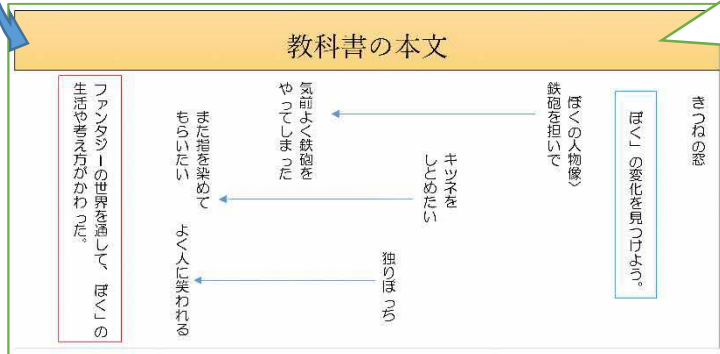 教科書の本文
きつねの窓
ぼく」の変化を見つけよう。
ぼくの人物像〉
鉄砲を担いで
キツネを
しとめたい
独りぼっち
気前よく鉄砲を
やってしまった
また指を染めて
もらいたい
よく人に笑われる
ファンタジーの世界を通して、ぼく」の
生活や考え方がかわった。